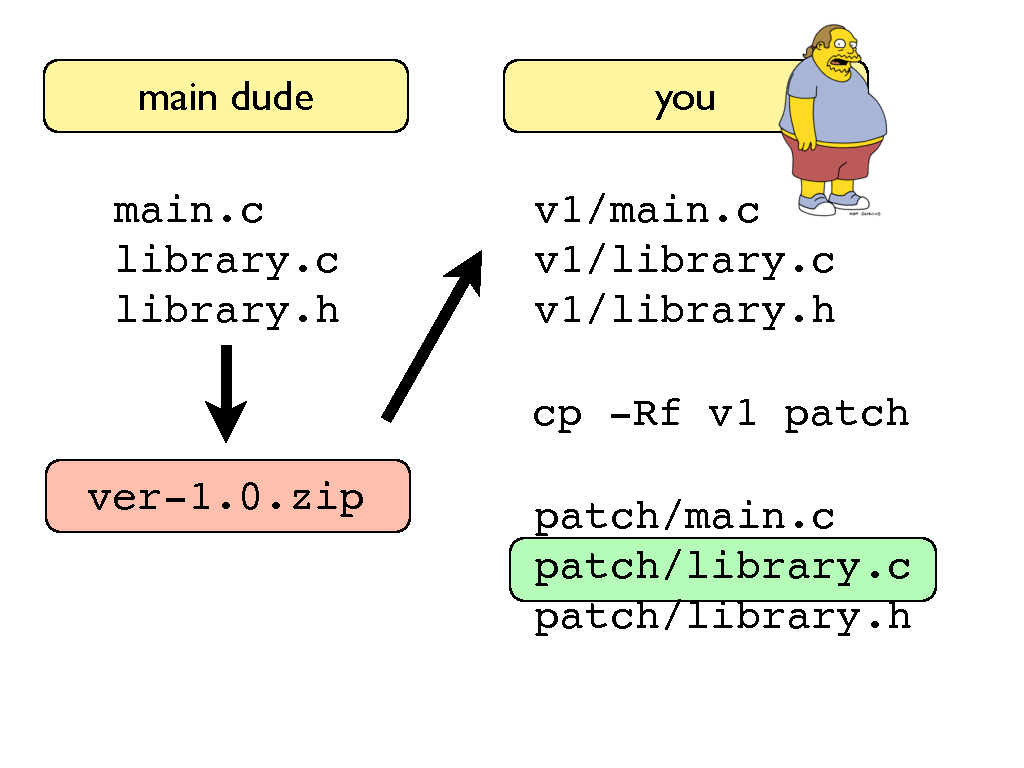 main dude
main.c
library.c
library.h
ver-1.0.zip
you
v1/main.c
v1/library.c
v1/library.h
cp -Rf v1 patch
patch/main.c
patch/library.c
patch/library.h